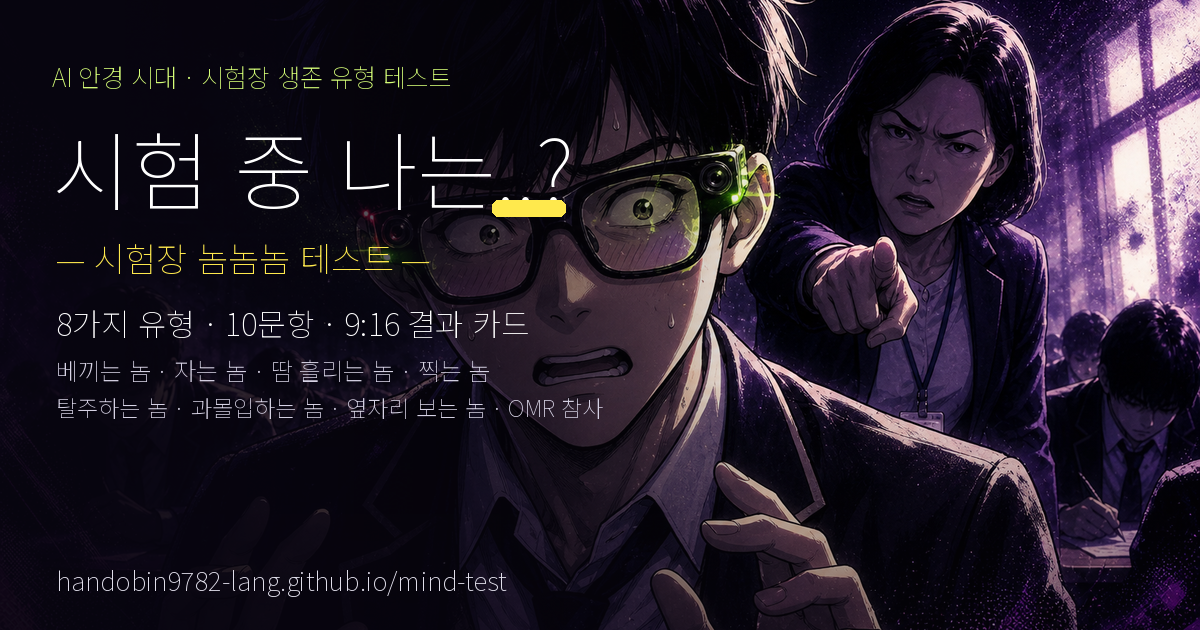 AI 안경 시대 · 시험장 생존 유형 테스트
시험 중 나는...?
— 시험장 놈놈놈 테스트 —
8가지 유형 · 10문항 · 9:16 결과 카드
베끼는 놈 · 자는 놈 · 땀 흘리는 놈 · 찍는 놈
탈주하는 놈 · 과몰입하는 놈 · 옆자리 보는 놈 · OMR 참사
handobin9782-lang.github.io/mind-test